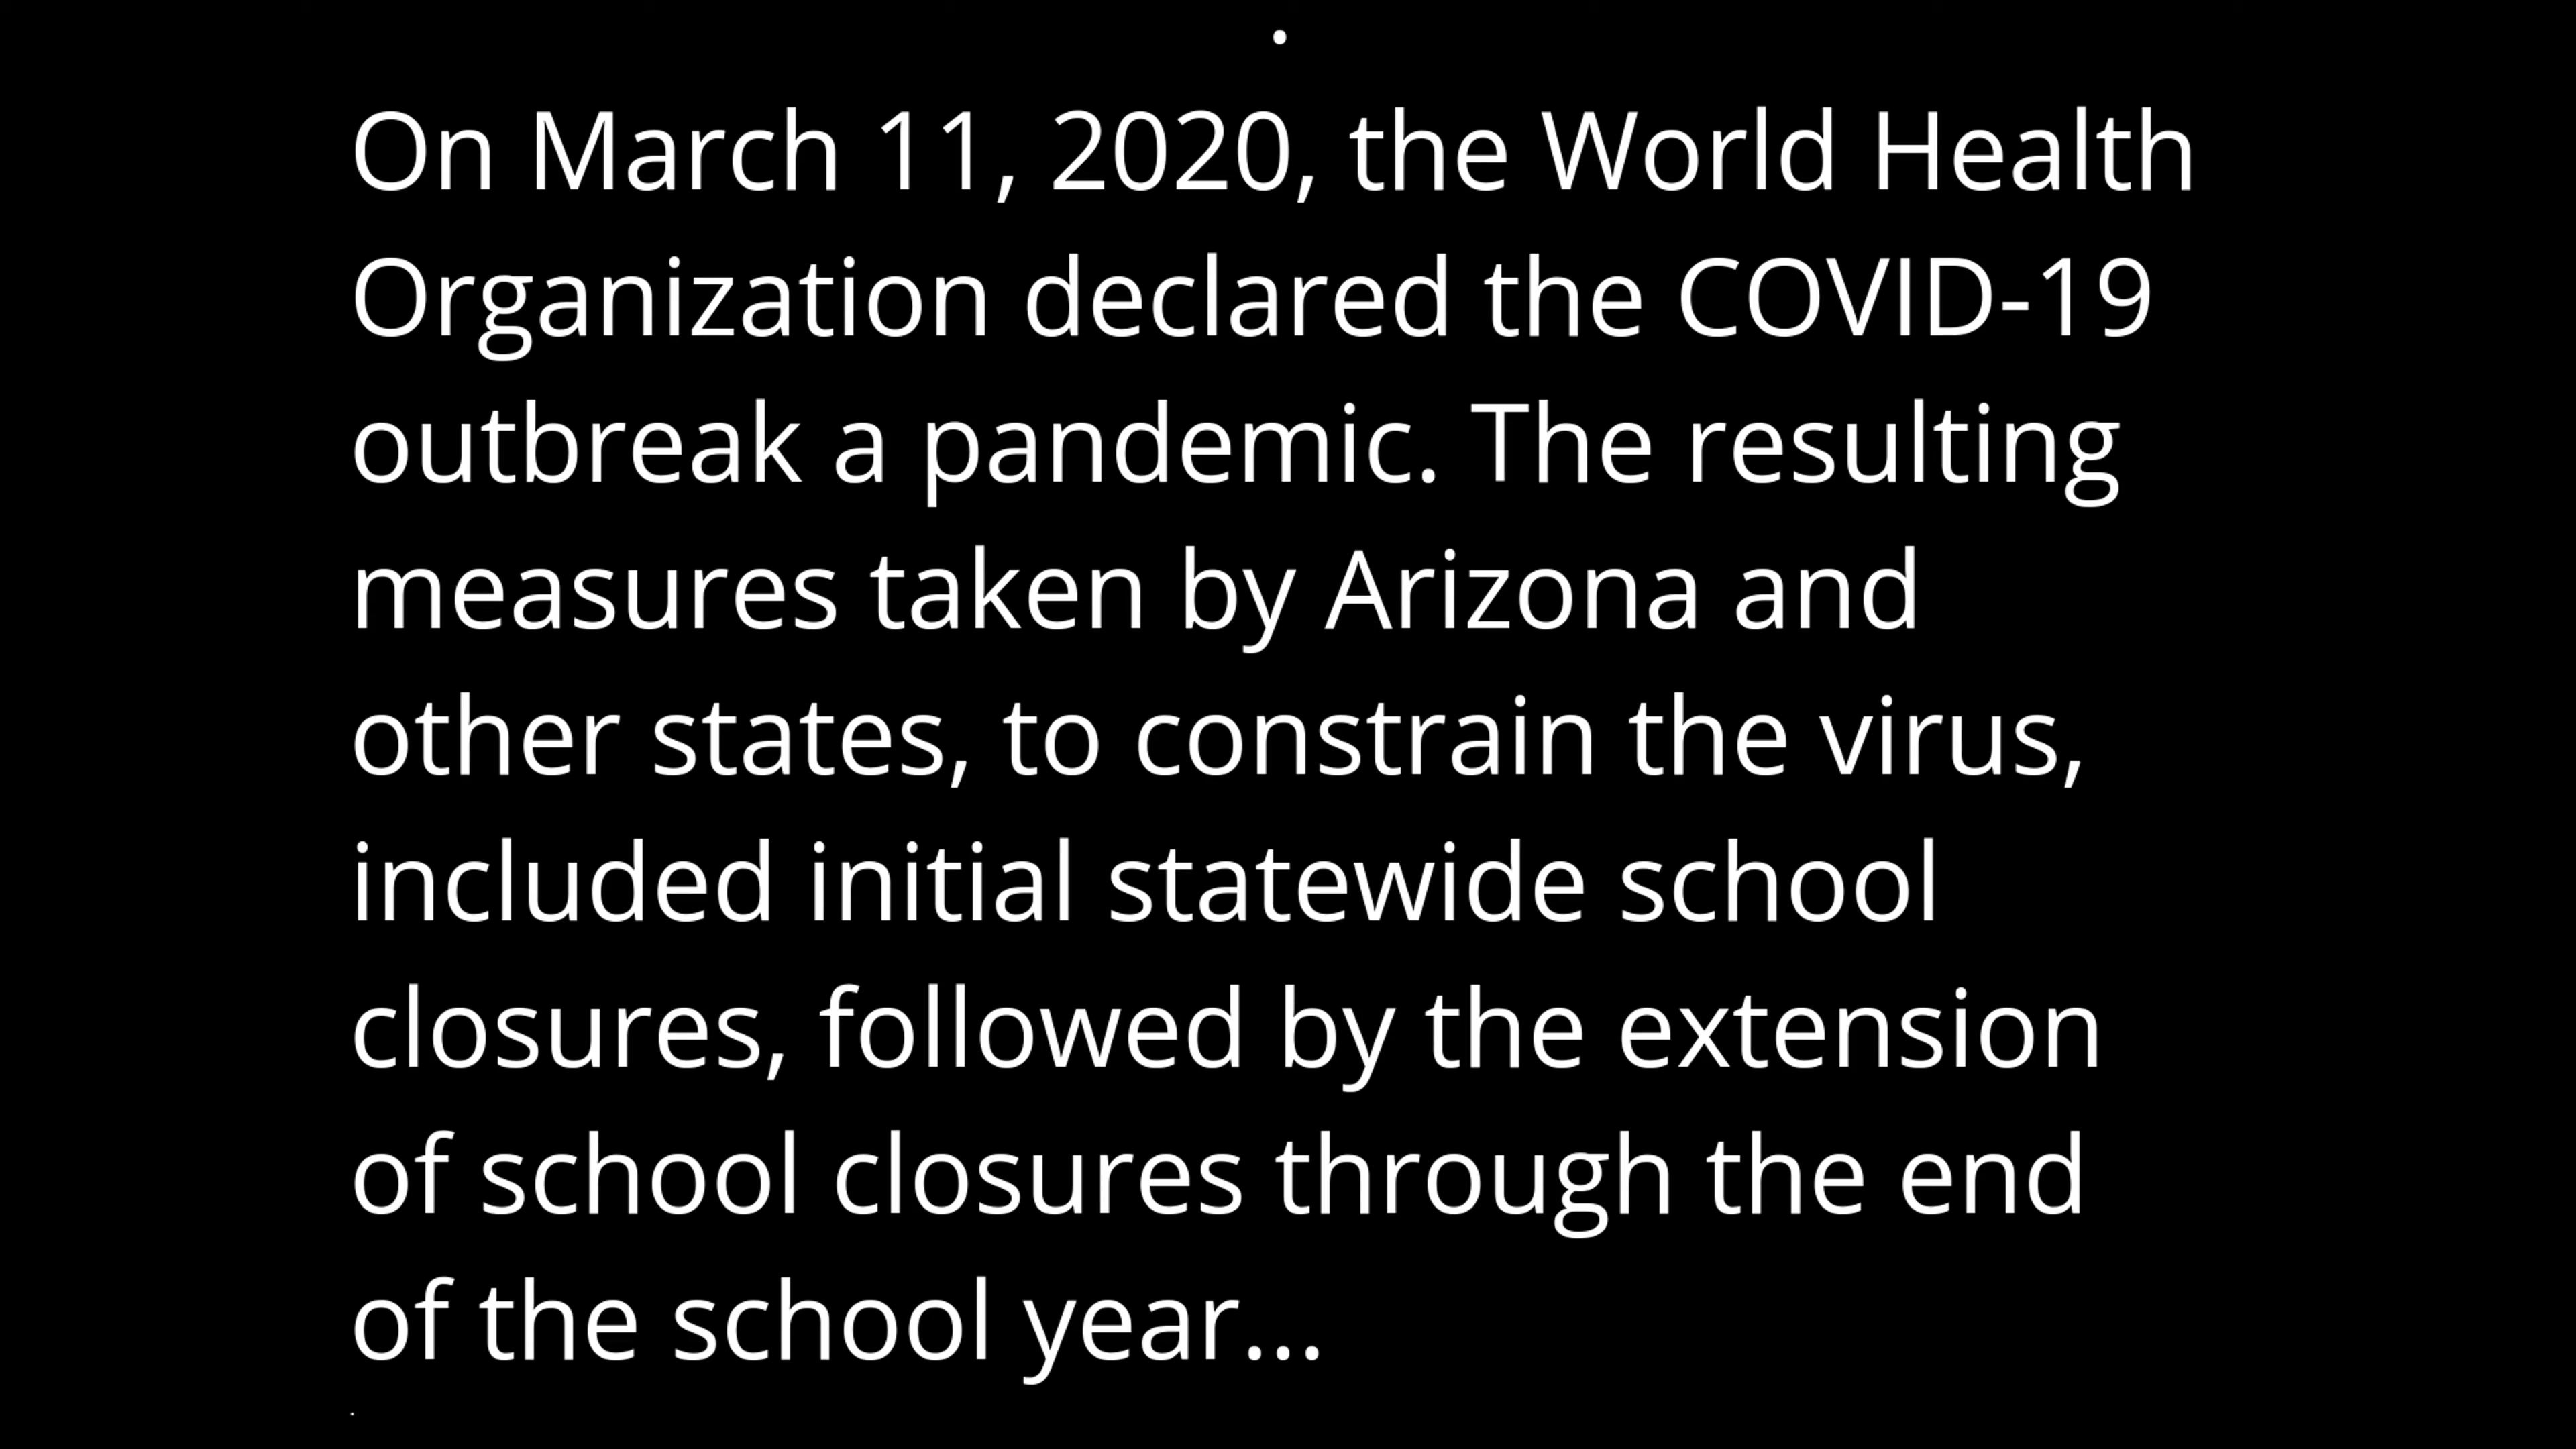 On March 11, 2020, the World Health
Organization declared the COVID-19
outbreak a pandemic. The resulting
measures taken by Arizona and
other states, to constrain the virus,
included initial statewide school
closures, followed by the extension
of school closures through the end
of the school year...